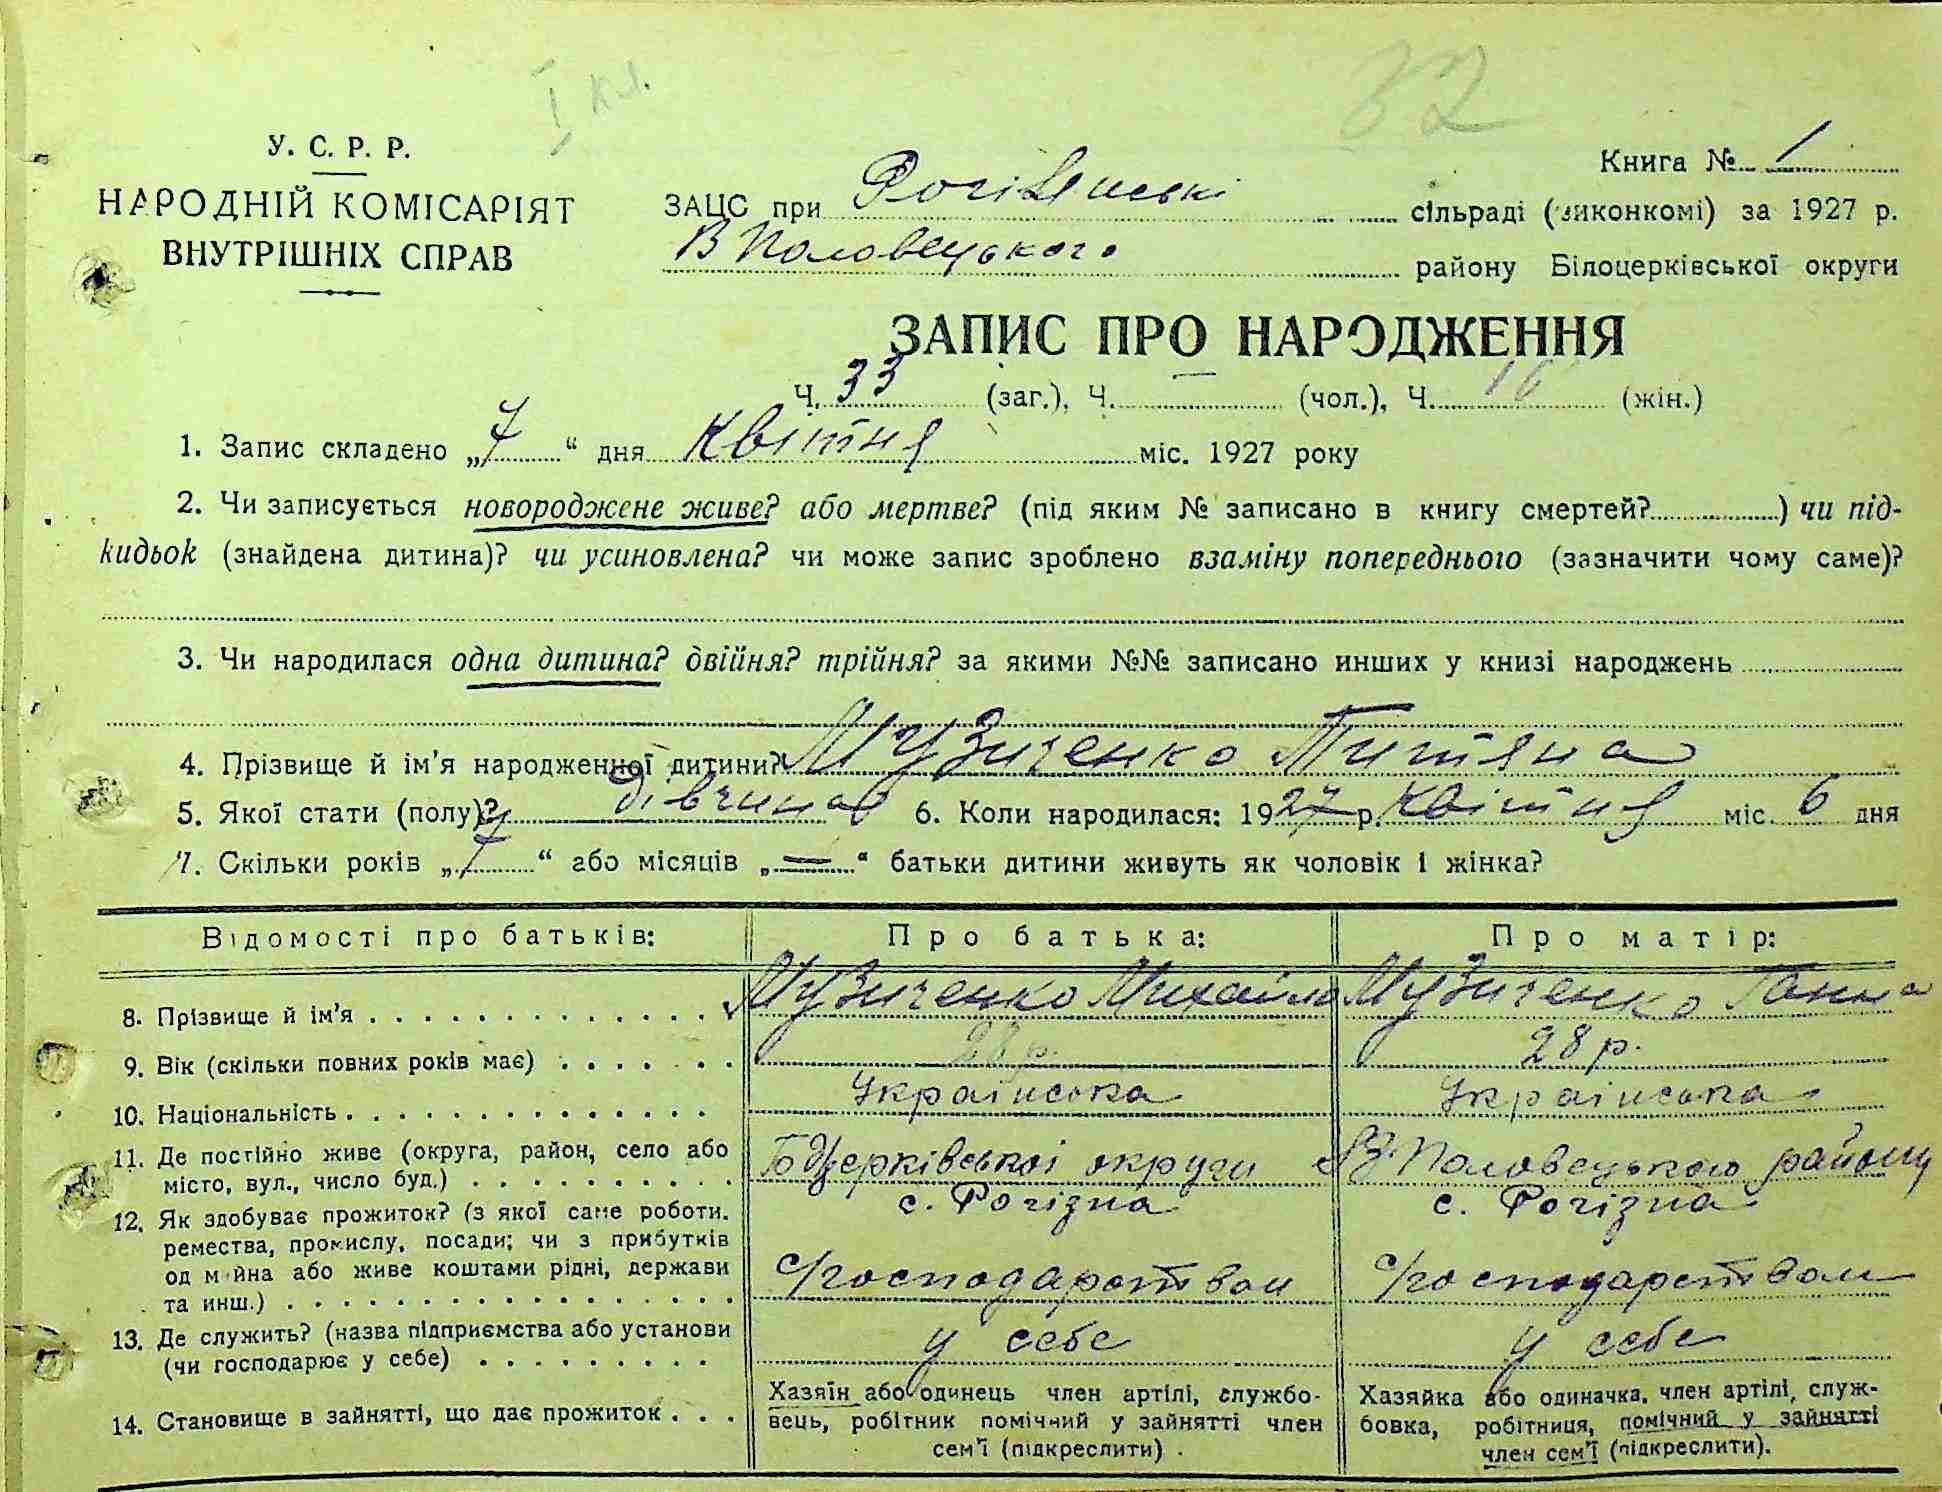 I кл.
32
У. С. Р. Р.
НАРОДНІЙ КОМІСАРІЯТ
ВНУТРІШНІХ СПРАВ
Книга № 1
ЗАЦС при Рогізянській сільраді (виконкомі) за 1927 р.
В Половецького району Білоцерківської округи
ЗАПИС ПРО НАРОДЖЕННЯ
Ч. 33 (заг.), Ч. (чол.), Ч. 16 (жін.)
1. Запис складено „7“ дня квітня міс. 1927 року
2. Чи записується новороджене живе? або мертве? (під яким № записано в книгу смертей? ) чи під-
кидьок (знайдена дитина)? чи усиновлена? чи може запис зроблено взаміну попереднього (зазначити чому саме)?
3. Чи народилася одна дитина? двійня? трійня? за якими №№ записано инших у книзі народжень
4. Прізвище й ім'я народженної дитини? Музиченко Титяна
5. Якої стати (полу)? дівчина 6. Коли народилася: 1927 р. квітня міс. 6 дня
7. Скільки років „7“ або місяців „=“ батьки дитини живуть як чоловік і жінка?
Відомості про батьків: Про батька: Про матір:
8. Прізвище й ім'я Музиченко Михайло Музиченко Ганна
9. Вік (скільки повних років має) 28 р. 28 р.
10. Національність Українська Українська
11. Де постійно живе (округа, район, село або Б Церківської округи В. Половецького району
місто, вул., число буд.) с. Рогізна с. Рогізна
12. Як здобуває прожиток? (з якої саме роботи,
ремества, промислу, посади; чи з прибутків
од майна або живе коштами рідні, держави С/господарством С/господарством
та инш.)
13. Де служить? (назва підприємства або установи у себе у себе
(чи господарює у себе)
14. Становище в зайнятті, що дає прожиток
Хазяїн або одинець член артілі, службо-
вець, робітник помічний у зайнятті член
сем'ї (підкреслити).
Хазяйка або одиначка, член артілі, служ-
бовка, робітниця, помічний у зайнятті
член сем'ї (підкреслити).